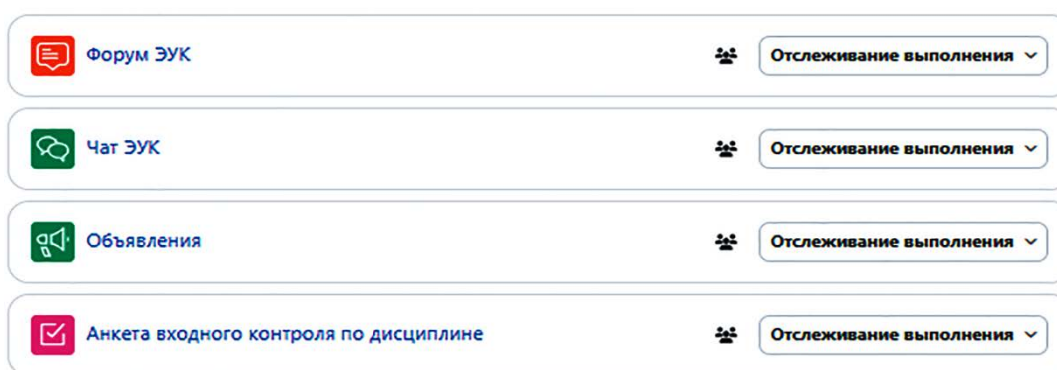 Форум ЭУК
Отслеживание выполнения
Чат ЭУК
Отслеживание выполнения
Объявления
Отслеживание выполнения
Анкета входного контроля по дисциплине
Отслеживание выполнения